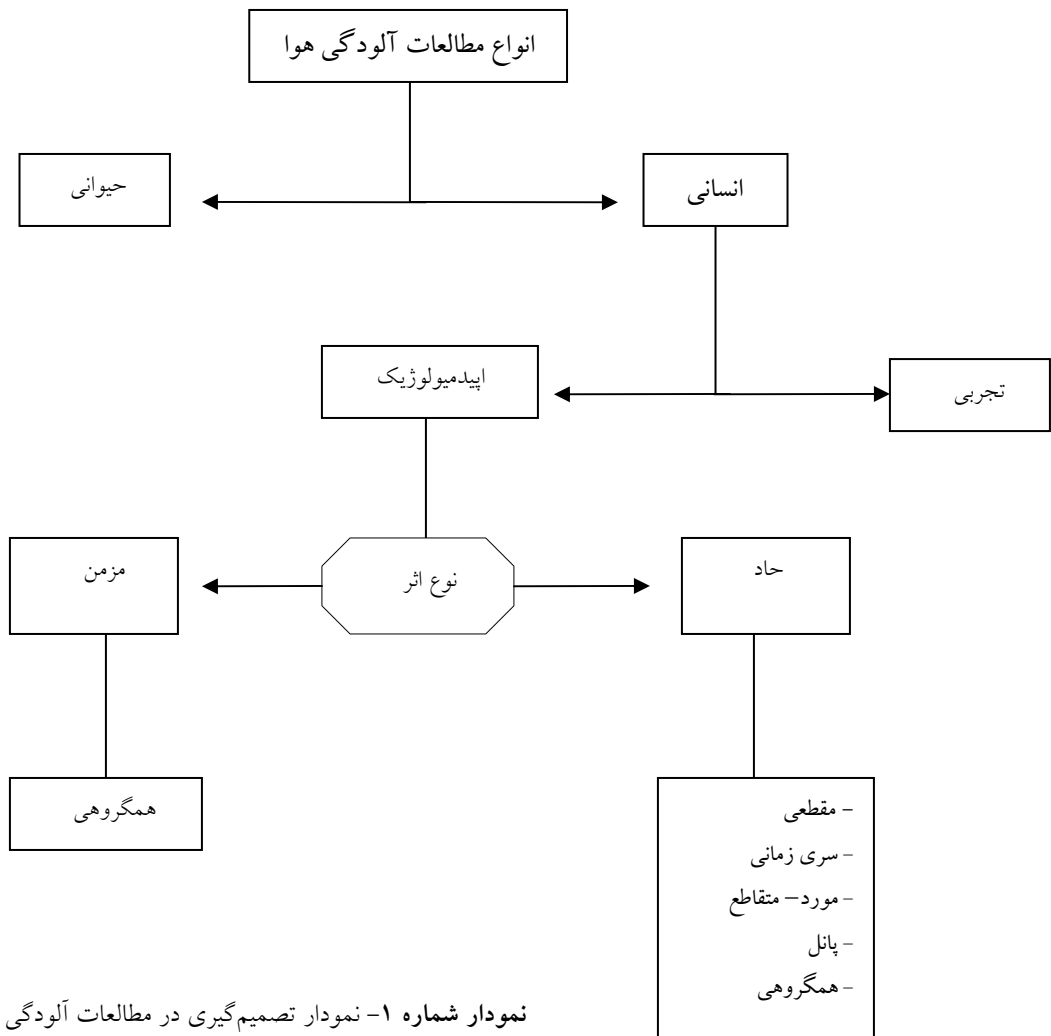 انواع مطالعات آلودگی هوا
انسانی
حیوانی
اپیدمیولوژیک
تجربی
نوع اثر
حاد
مزمن
همگروهی
- مقطعی
- سری زمانی
- مورد– متقاطع
- پانل
- همگروهی
نمودار شماره ۱- نمودار تصمیم‌گیری در مطالعات آلودگی